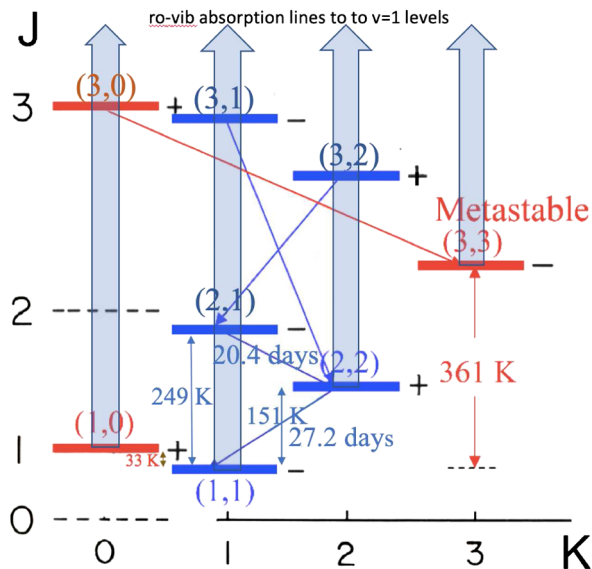 ro-vib absorption lines to to v=1 levels
J
(3,0)
3
+
(3,1)
−
(3,2)
+
Metastable
(3,3)
−
2
(2,1)
−
20.4 days
(2,2)
+
361 K
249 K
151 K
27.2 days
(1,0)
1
+
33 K
−
(1,1)
0
0
1
2
3
K